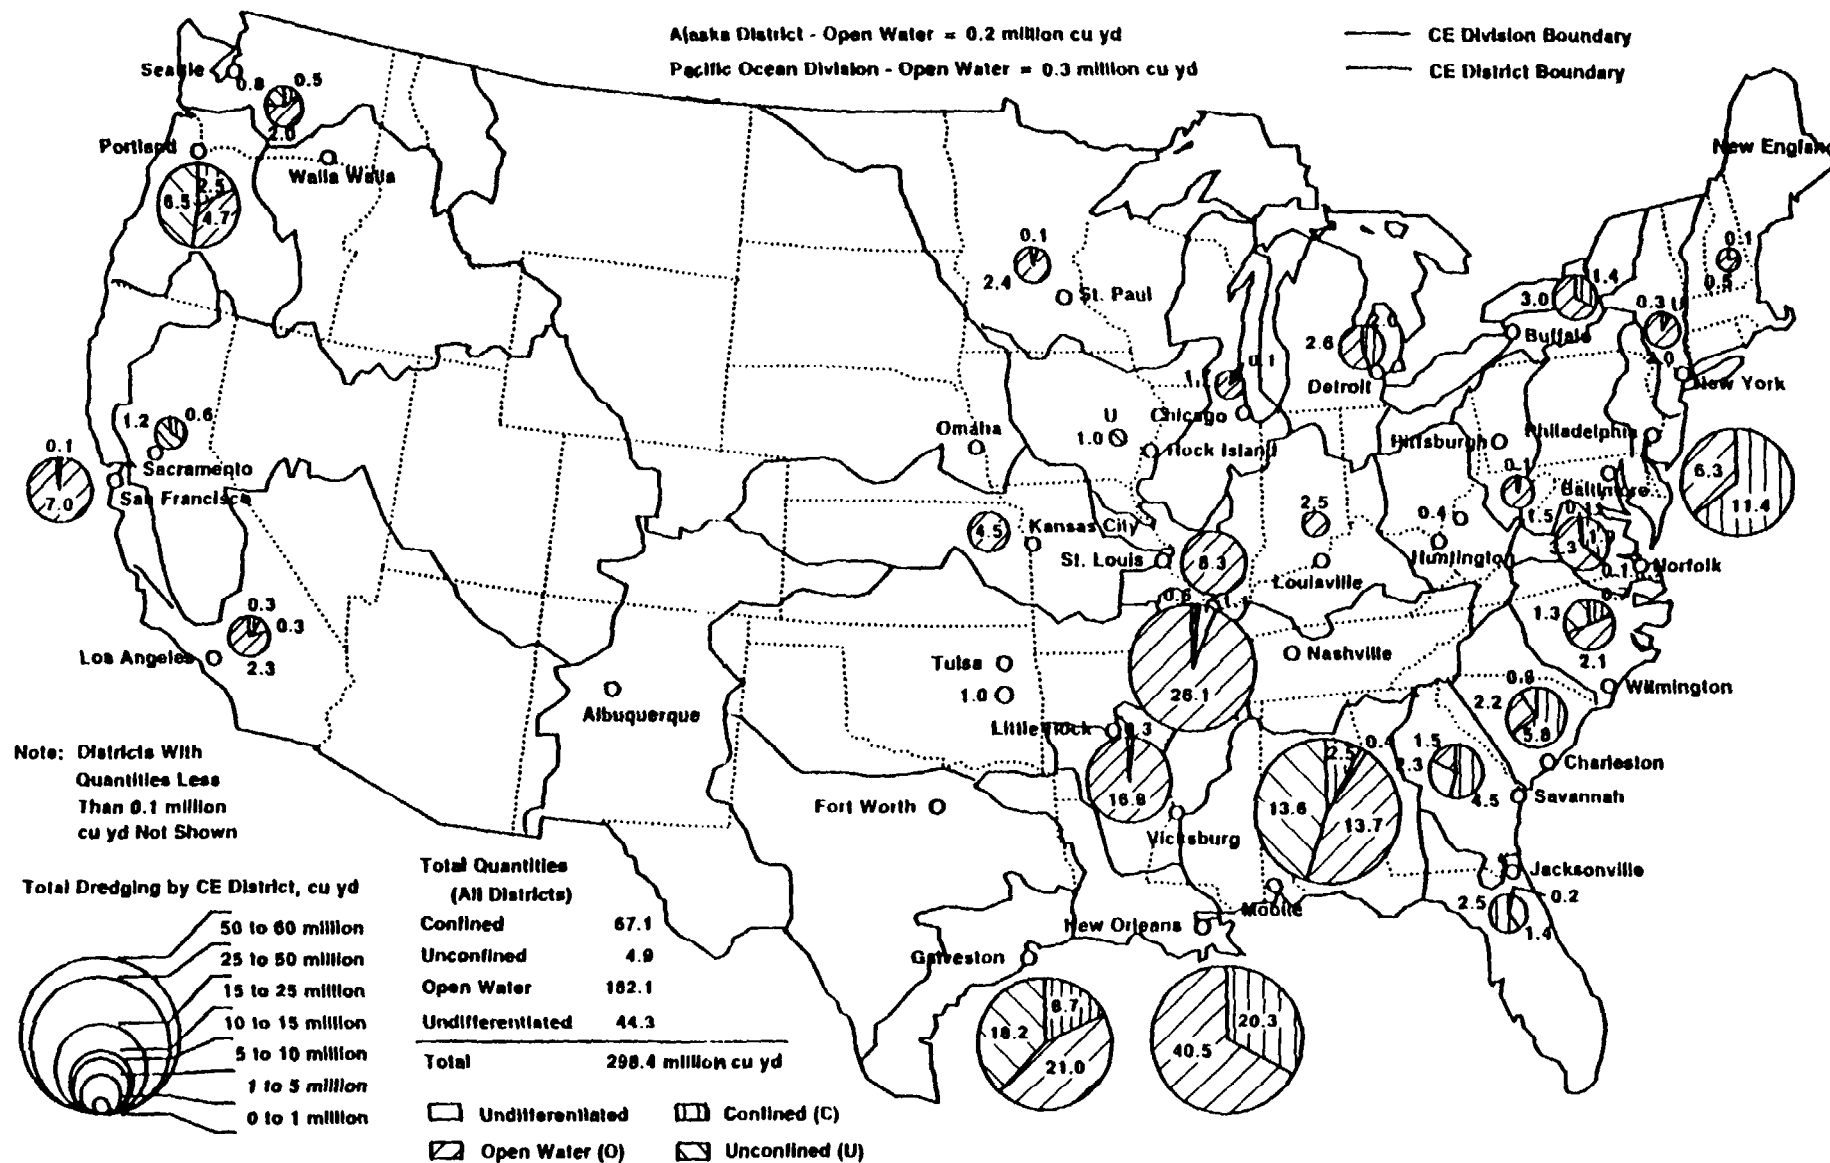 Alaska District - Open Water = 0.2 million cu yd
Pacific Ocean Division - Open Water = 0.3 million cu yd
CE Division Boundary
CE District Boundary
Seattle
0.8
0.5
2.0
Portland
Walla Walla
2.5
6.5
4.7
New England
0.1
0.5
0.1
2.4
St. Paul
1.4
3.0
Buffalo
0.3 U
New York
2.0
2.6
Detroit
0.1
Chicago
U
1.0
Rock Island
Omaha
1.2
0.6
Sacramento
0.1
7.0
San Francisco
Pittsburgh
Philadelphia
0.1
1.5
Baltimore
6.3
11.4
4.5
Kansas City
St. Louis
8.3
2.5
Louisville
0.4
Huntington
3.3
0.1
Norfolk
0.3
0.3
2.3
Los Angeles
1.3
2.1
Wilmington
Albuquerque
Tulsa
1.0
0.6
26.1
Nashville
Little Rock
0.3
16.8
Vicksburg
0.9
2.2
5.8
Charleston
1.5
2.3
4.5
Savannah
2.5
0.4
13.6
13.7
Mobile
Fort Worth
Jacksonville
2.5
0.2
1.4
New Orleans
Galveston
18.2
8.7
21.0
20.3
40.5
Note: Districts With
Quantities Less
Than 0.1 million
cu yd Not Shown
Total Dredging by CE District, cu yd
50 to 60 million
25 to 50 million
15 to 25 million
10 to 15 million
5 to 10 million
1 to 5 million
0 to 1 million
Total Quantities
(All Districts)
Confined 67.1
Unconfined 4.9
Open Water 182.1
Undifferentiated 44.3
Total 298.4 million cu yd
Undifferentiated
Confined (C)
Open Water (O)
Unconfined (U)